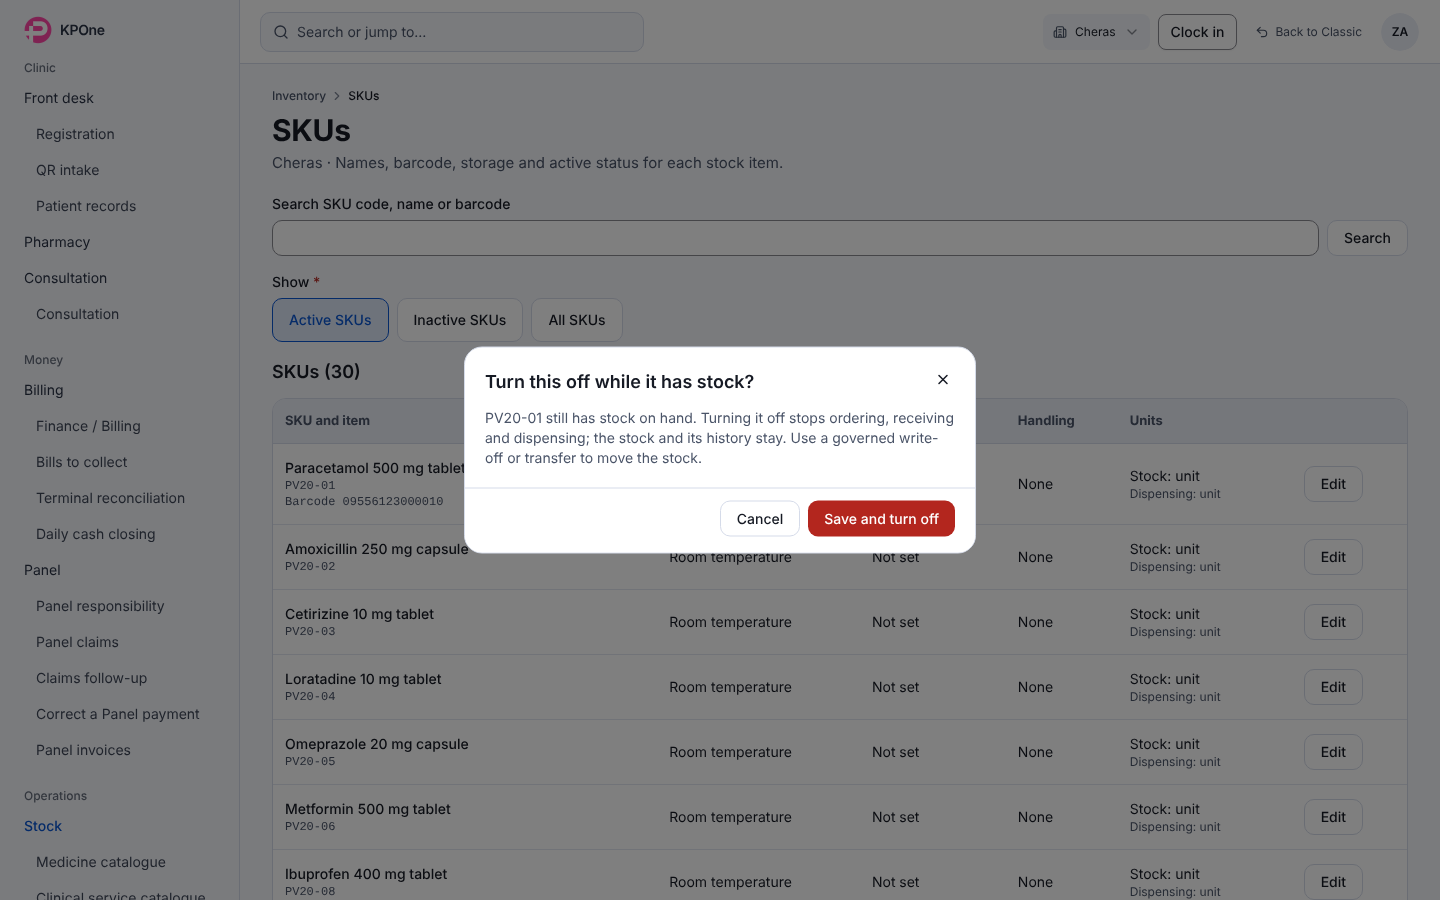 KPOne
Search or jump to...
Cheras
Clock in
Back to Classic
ZA
Clinic
Front desk
Registration
QR intake
Patient records
Pharmacy
Consultation
Consultation
Money
Billing
Finance / Billing
Bills to collect
Terminal reconciliation
Daily cash closing
Panel
Panel responsibility
Panel claims
Claims follow-up
Correct a Panel payment
Panel invoices
Operations
Stock
Medicine catalogue
Clinical service catalogue
Inventory > SKUs
SKUs
Cheras · Names, barcode, storage and active status for each stock item.
Search SKU code, name or barcode
Search
Show *
Active SKUs
Inactive SKUs
All SKUs
SKUs (30)
Turn this off while it has stock?
PV20-01 still has stock on hand. Turning it off stops ordering, receiving
and dispensing; the stock and its history stay. Use a governed write-
off or transfer to move the stock.
Cancel
Save and turn off
SKU and item
Handling
Units
Paracetamol 500 mg tablet
PV20-01
Barcode 09556123000010
None
Stock: unit
Dispensing: unit
Edit
Amoxicillin 250 mg capsule
PV20-02
Room temperature
Not set
None
Stock: unit
Dispensing: unit
Edit
Cetirizine 10 mg tablet
PV20-03
Room temperature
Not set
None
Stock: unit
Dispensing: unit
Edit
Loratadine 10 mg tablet
PV20-04
Room temperature
Not set
None
Stock: unit
Dispensing: unit
Edit
Omeprazole 20 mg capsule
PV20-05
Room temperature
Not set
None
Stock: unit
Dispensing: unit
Edit
Metformin 500 mg tablet
PV20-06
Room temperature
Not set
None
Stock: unit
Dispensing: unit
Edit
Ibuprofen 400 mg tablet
PV20-08
Room temperature
Not set
None
Stock: unit
Dispensing: unit
Edit